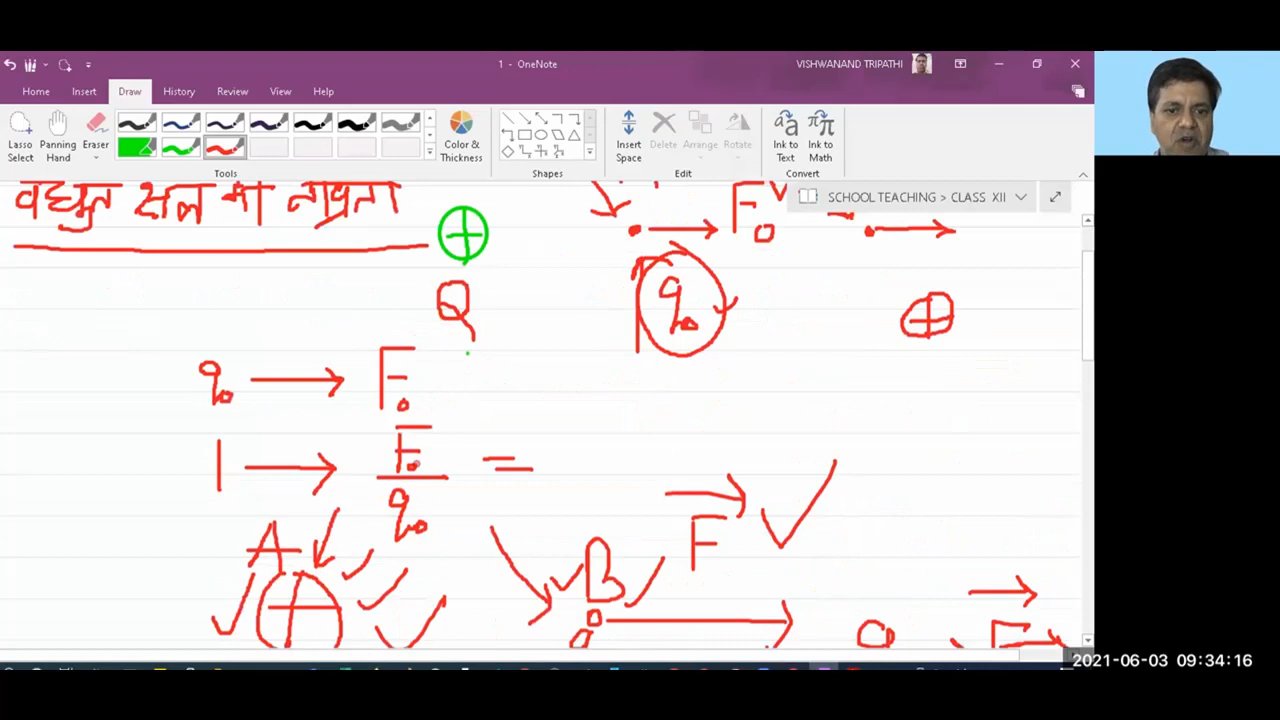 1 - OneNote
VISHWANAND TRIPATHI
Home Insert Draw History Review View Help
Lasso Select
Panning Hand
Eraser
Color & Thickness
Insert Space
Delete
Arrange
Rotate
Ink to Text
Ink to Math
Tools
Shapes
Edit
Convert
SCHOOL TEACHING > CLASS XII
F₀
Q
q₀
q₀ → F₀
1 → F₀/q₀ =
A
B
F
2021-06-03 09:34:16